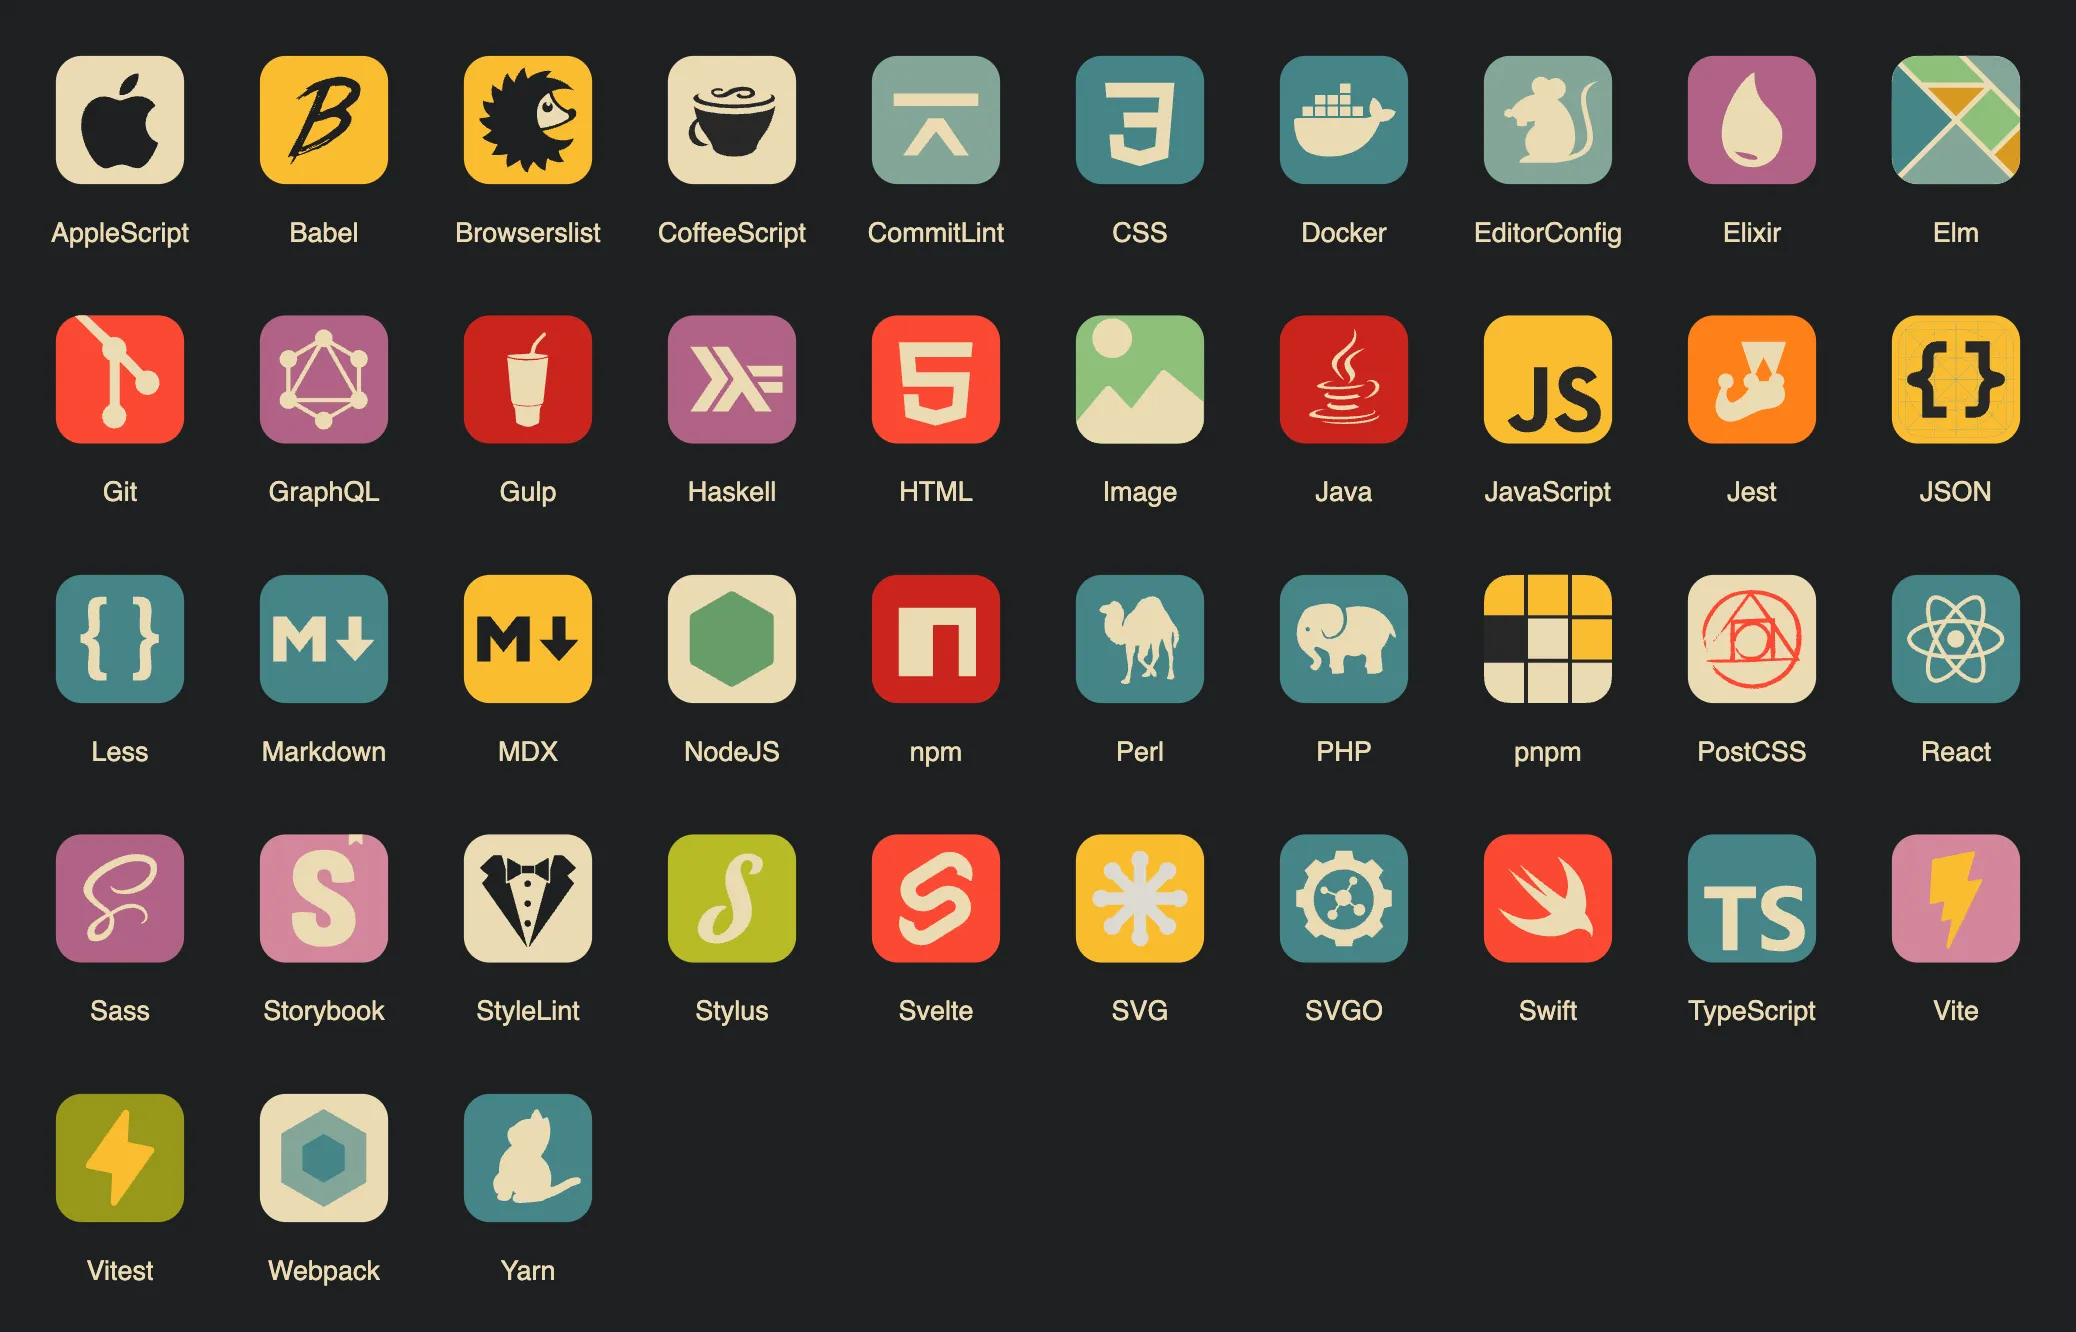 AppleScript
Babel
Browserslist
CoffeeScript
CommitLint
CSS
Docker
EditorConfig
Elixir
Elm
JS
{}
Git
GraphQL
Gulp
Haskell
HTML
Image
Java
JavaScript
Jest
JSON
{ }
M
M
Less
Markdown
MDX
NodeJS
npm
Perl
PHP
pnpm
PostCSS
React
S
TS
Sass
Storybook
StyleLint
Stylus
Svelte
SVG
SVGO
Swift
TypeScript
Vite
Vitest
Webpack
Yarn